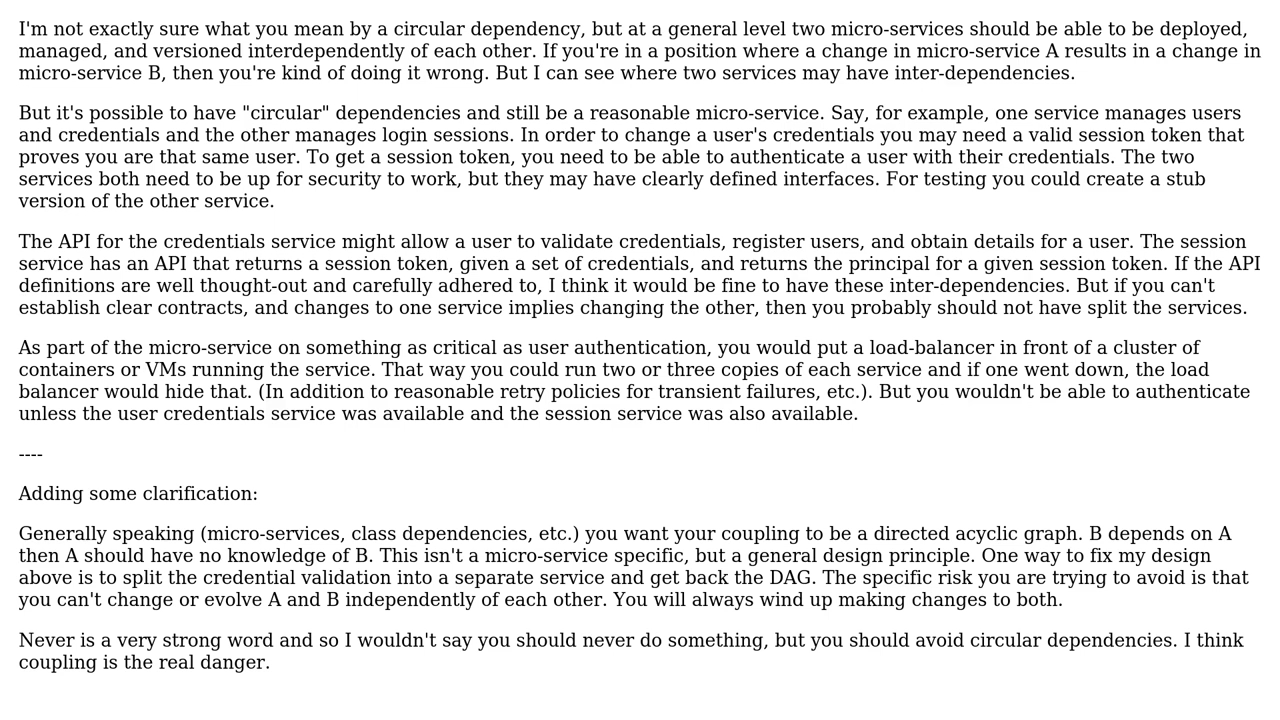 I'm not exactly sure what you mean by a circular dependency, but at a general level two micro-services should be able to be deployed,
managed, and versioned interdependently of each other. If you're in a position where a change in micro-service A results in a change in
micro-service B, then you're kind of doing it wrong. But I can see where two services may have inter-dependencies.
But it's possible to have "circular" dependencies and still be a reasonable micro-service. Say, for example, one service manages users
and credentials and the other manages login sessions. In order to change a user's credentials you may need a valid session token that
proves you are that same user. To get a session token, you need to be able to authenticate a user with their credentials. The two
services both need to be up for security to work, but they may have clearly defined interfaces. For testing you could create a stub
version of the other service.
The API for the credentials service might allow a user to validate credentials, register users, and obtain details for a user. The session
service has an API that returns a session token, given a set of credentials, and returns the principal for a given session token. If the API
definitions are well thought-out and carefully adhered to, I think it would be fine to have these inter-dependencies. But if you can't
establish clear contracts, and changes to one service implies changing the other, then you probably should not have split the services.
As part of the micro-service on something as critical as user authentication, you would put a load-balancer in front of a cluster of
containers or VMs running the service. That way you could run two or three copies of each service and if one went down, the load
balancer would hide that. (In addition to reasonable retry policies for transient failures, etc.). But you wouldn't be able to authenticate
unless the user credentials service was available and the session service was also available.
----
Adding some clarification:
Generally speaking (micro-services, class dependencies, etc.) you want your coupling to be a directed acyclic graph. B depends on A
then A should have no knowledge of B. This isn't a micro-service specific, but a general design principle. One way to fix my design
above is to split the credential validation into a separate service and get back the DAG. The specific risk you are trying to avoid is that
you can't change or evolve A and B independently of each other. You will always wind up making changes to both.
Never is a very strong word and so I wouldn't say you should never do something, but you should avoid circular dependencies. I think
coupling is the real danger.